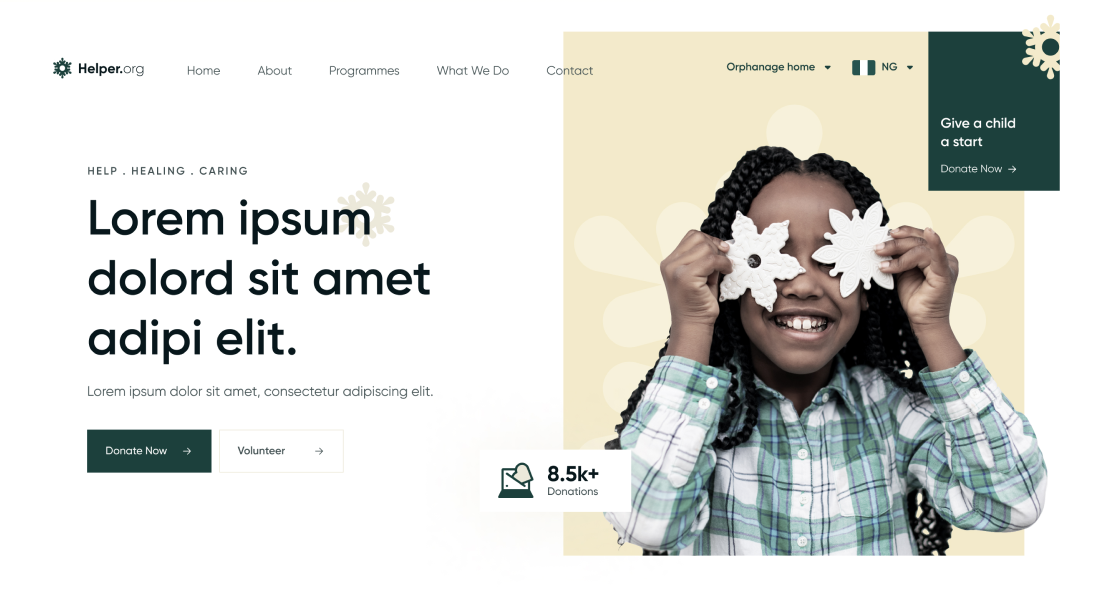 Helper.org
Home
About
Programmes
What We Do
Contact
Orphanage home
NG
Give a child
a start
Donate Now →
HELP . HEALING . CARING
Lorem ipsum
dolord sit amet
adipi elit.
Lorem ipsum dolor sit amet, consectetur adipiscing elit.
Donate Now →
Volunteer →
8.5k+
Donations